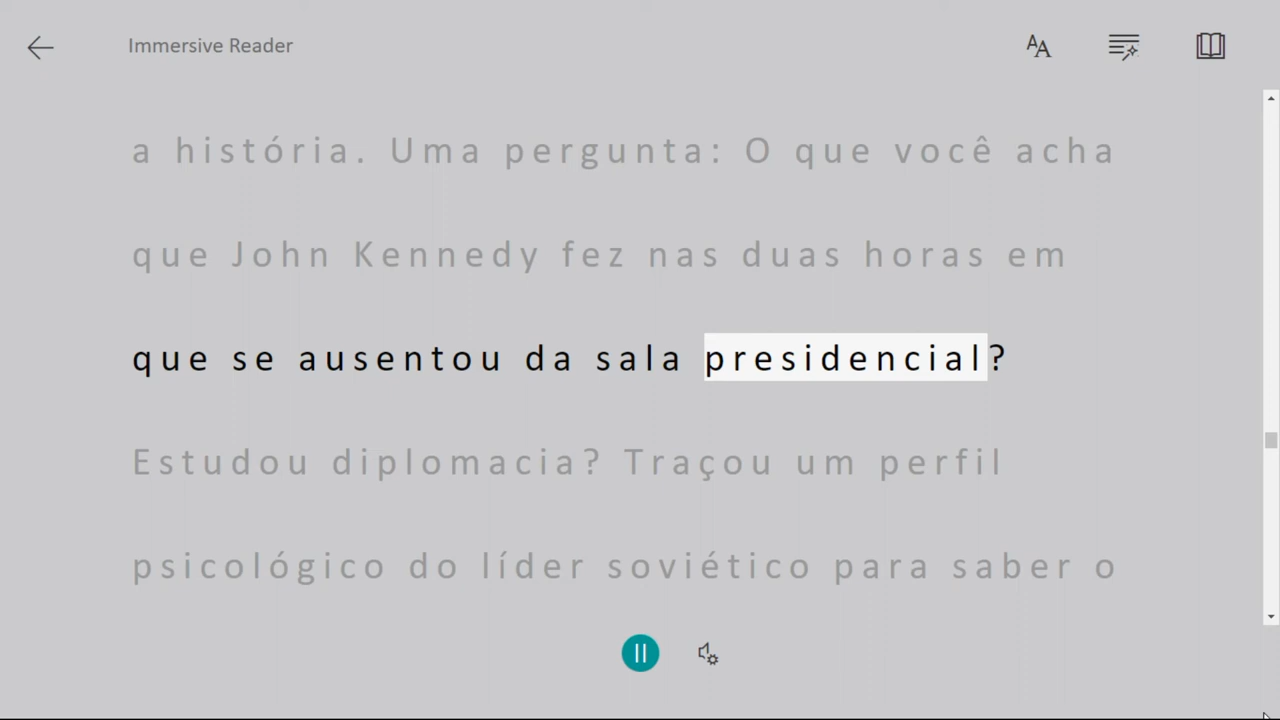 Immersive Reader
a história. Uma pergunta: O que você acha
que John Kennedy fez nas duas horas em
que se ausentou da sala presidencial?
Estudou diplomacia? Traçou um perfil
psicológico do líder soviético para saber o